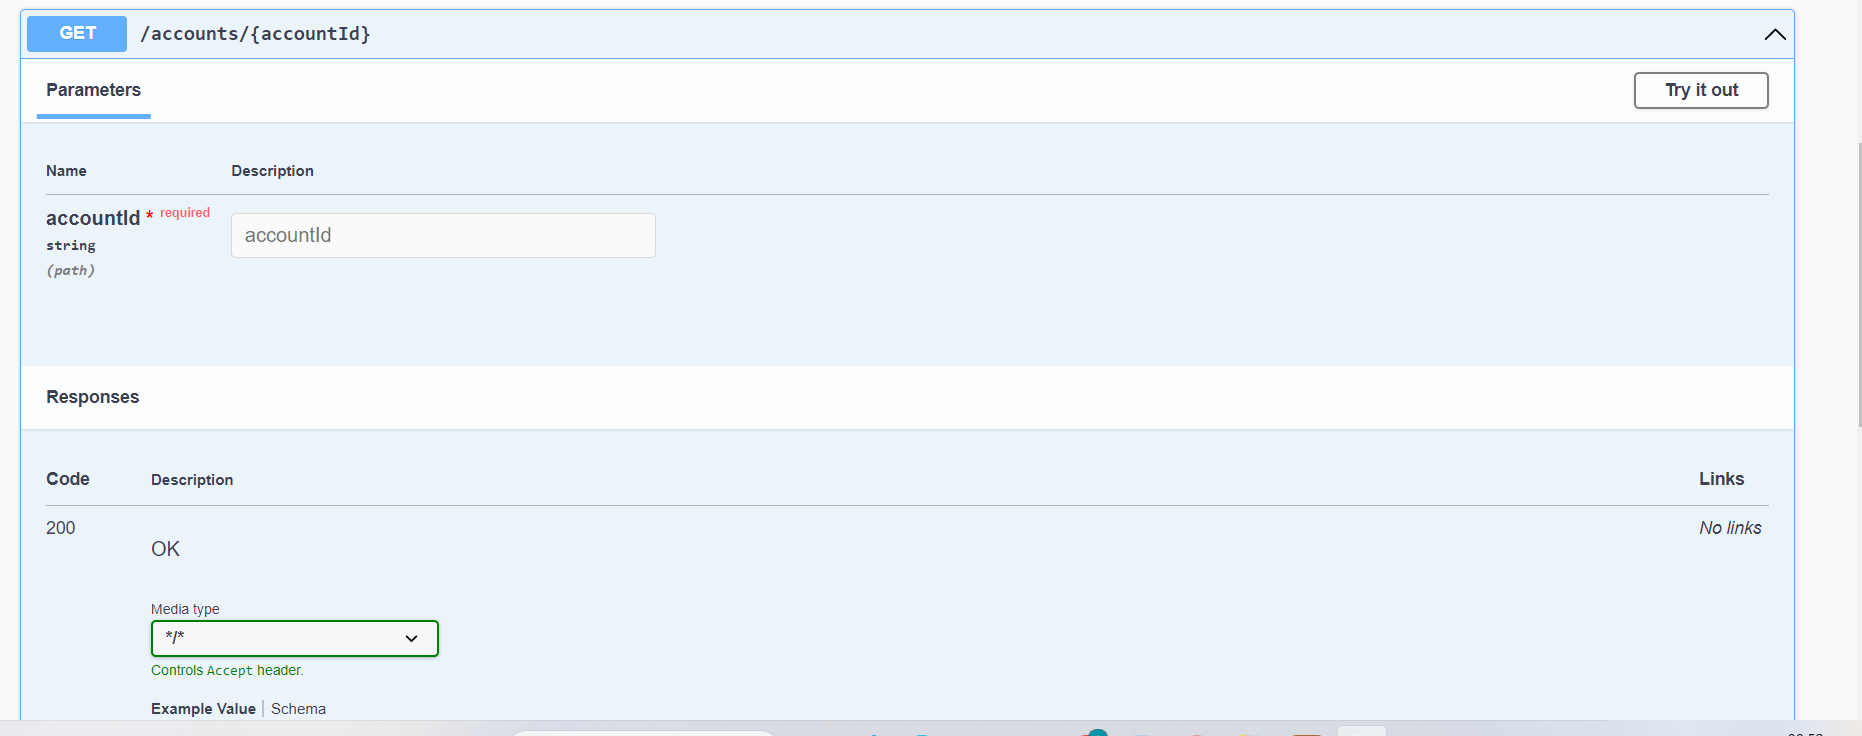 GET /accounts/{accountId}
Parameters
Try it out
Name Description
accountId * required
string
(path)
accountId
Responses
Code Description Links
200
OK
No links
Media type
*/*
Controls Accept header.
Example Value | Schema